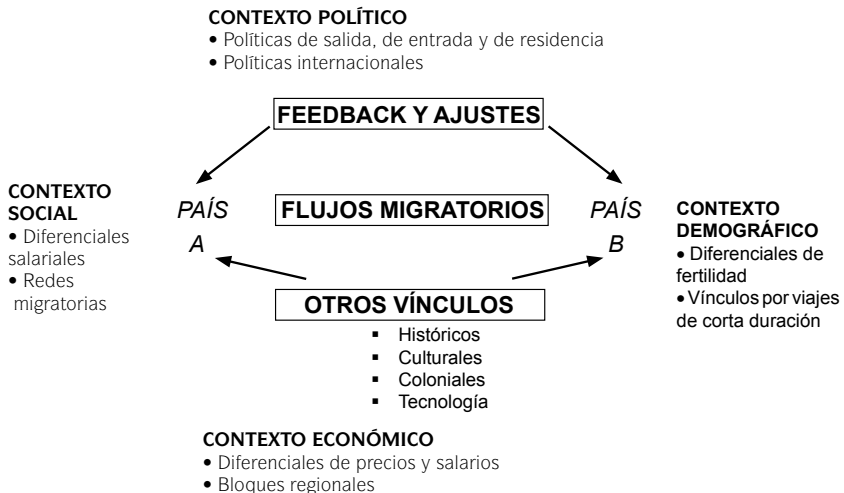 CONTEXTO POLÍTICO
• Políticas de salida, de entrada y de residencia
• Políticas internacionales
FEEDBACK Y AJUSTES
CONTEXTO
SOCIAL
• Diferenciales
salariales
• Redes
migratorias
PAÍS
A
FLUJOS MIGRATORIOS
PAÍS
B
CONTEXTO
DEMOGRÁFICO
• Diferenciales de
fertilidad
• Vínculos por viajes
de corta duración
OTROS VÍNCULOS
▪ Históricos
▪ Culturales
▪ Coloniales
▪ Tecnología
CONTEXTO ECONÓMICO
• Diferenciales de precios y salarios
• Bloques regionales